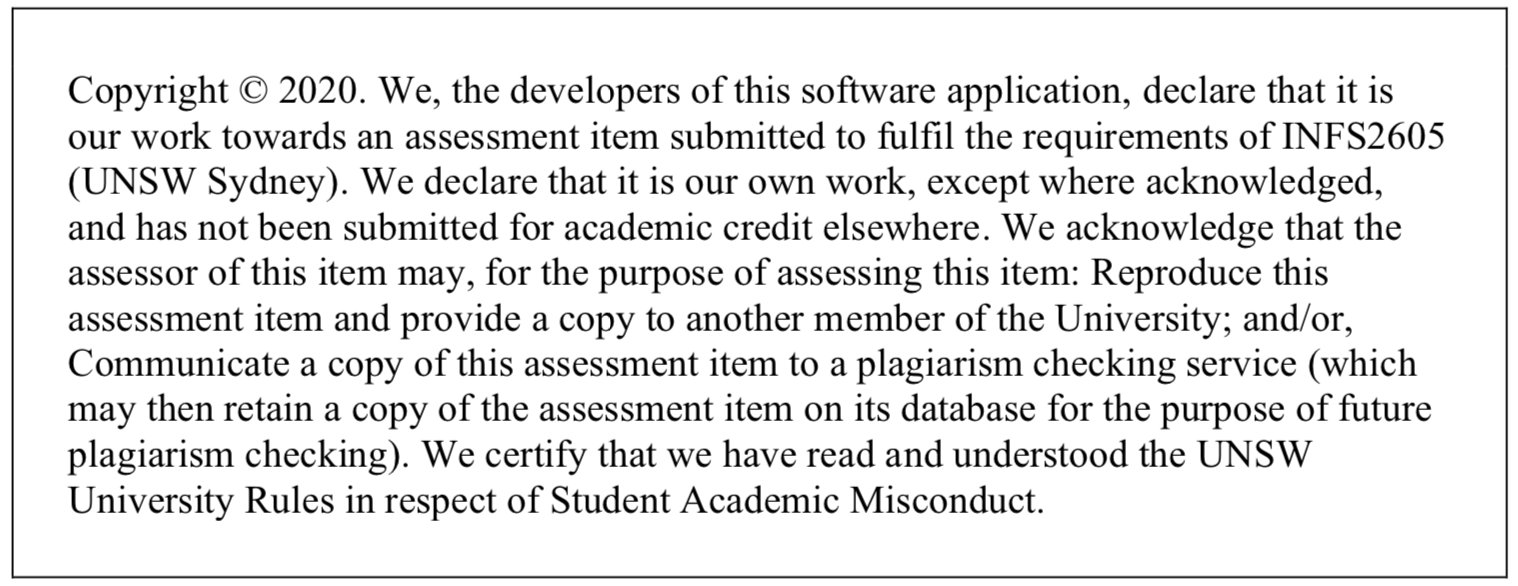 Copyright © 2020. We, the developers of this software application, declare that it is
our work towards an assessment item submitted to fulfil the requirements of INFS2605
(UNSW Sydney). We declare that it is our own work, except where acknowledged,
and has not been submitted for academic credit elsewhere. We acknowledge that the
assessor of this item may, for the purpose of assessing this item: Reproduce this
assessment item and provide a copy to another member of the University; and/or,
Communicate a copy of this assessment item to a plagiarism checking service (which
may then retain a copy of the assessment item on its database for the purpose of future
plagiarism checking). We certify that we have read and understood the UNSW
University Rules in respect of Student Academic Misconduct.